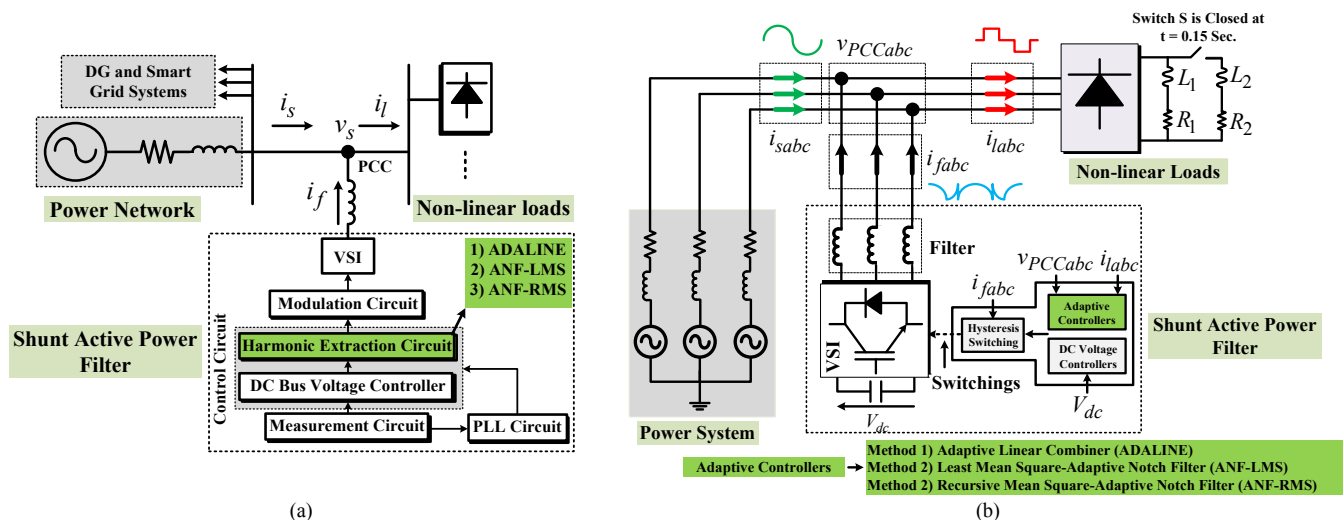 DG and Smart
Grid Systems
i_s
i_l
v_s
PCC
i_f
Power Network
Non-linear loads
VSI
1) ADALINE
2) ANF-LMS
3) ANF-RMS
Modulation Circuit
Harmonic Extraction Circuit
DC Bus Voltage Controller
Measurement Circuit
PLL Circuit
Control Circuit
Shunt Active Power
Filter
(a)
Switch S is Closed at
t = 0.15 Sec.
v_PCCabc
L_1
L_2
R_1
R_2
i_sabc
i_labc
i_fabc
Non-linear Loads
Filter
v_PCCabc
i_labc
i_fabc
Adaptive
Controllers
Hysteresis
Switching
DC Voltage
Controllers
VSI
Switchings
V_dc
V_dc
Shunt Active Power
Filter
Power System
Adaptive Controllers
Method 1) Adaptive Linear Combiner (ADALINE)
Method 2) Least Mean Square-Adaptive Notch Filter (ANF-LMS)
Method 2) Recursive Mean Square-Adaptive Notch Filter (ANF-RMS)
(b)